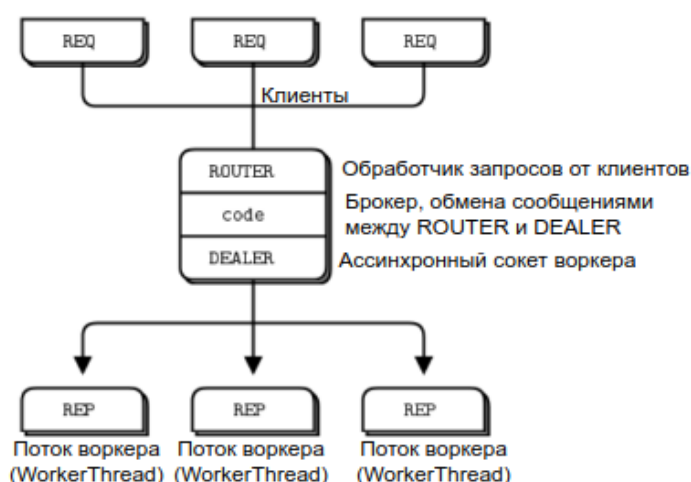 REQ
REQ
REQ
Клиенты
ROUTER
Обработчик запросов от клиентов
code
Брокер, обмена сообщениями
между ROUTER и DEALER
DEALER
Ассинхронный сокет воркера
REP
REP
REP
Поток воркера
(WorkerThread)
Поток воркера
(WorkerThread)
Поток воркера
(WorkerThread)